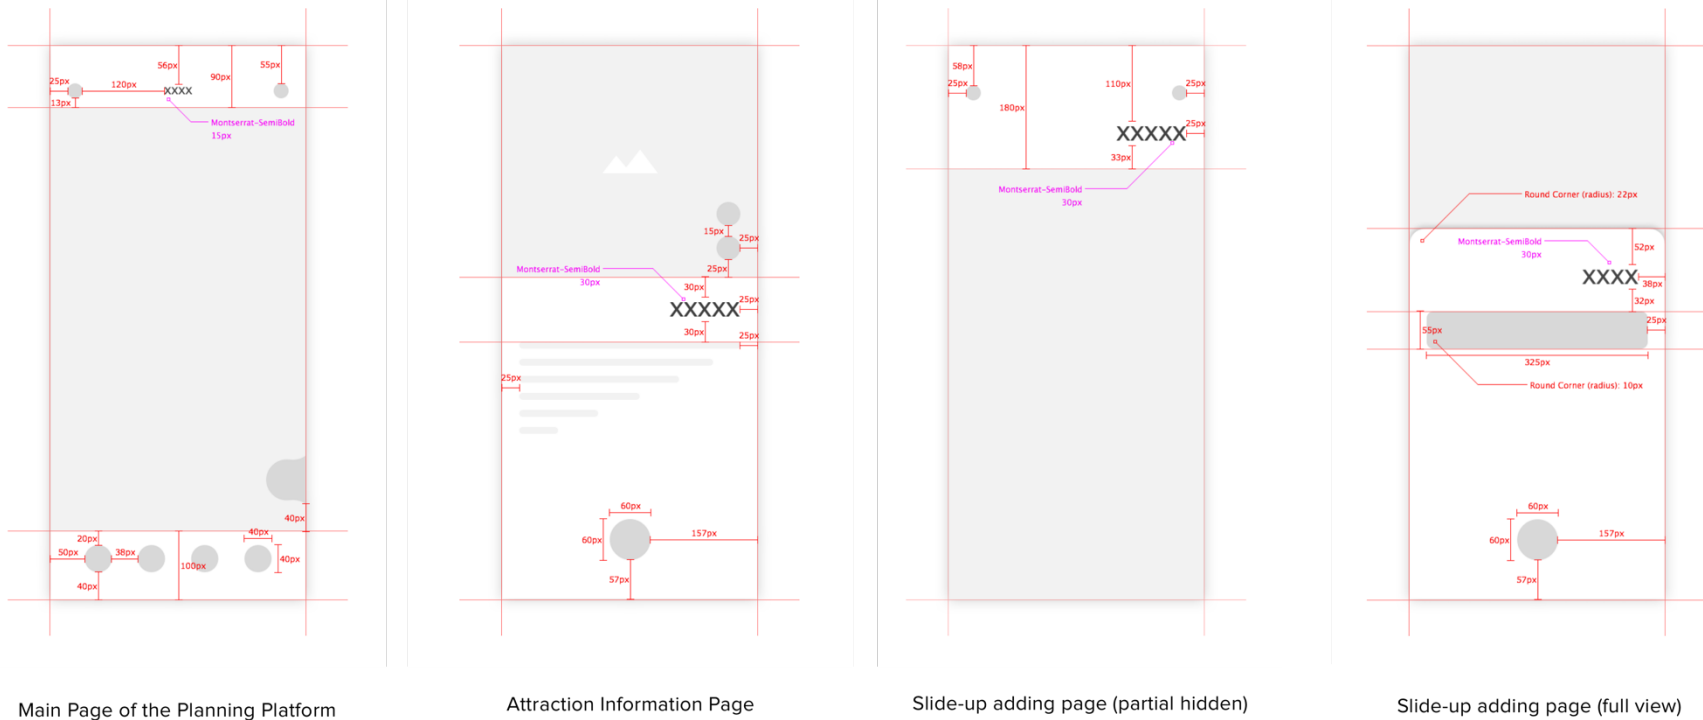 56px
90px
55px
25px
120px
XXXX
13px
Montserrat-SemiBold
15px
40px
20px
40px
50px
38px
100px
40px
40px
Main Page of the Planning Platform
15px
25px
25px
Montserrat-SemiBold
30px
30px
25px
XXXXX
30px
25px
25px
60px
60px
157px
57px
Attraction Information Page
58px
25px
110px
25px
180px
25px
XXXXX
33px
Montserrat-SemiBold
30px
Slide-up adding page (partial hidden)
Round Corner (radius): 22px
Montserrat-SemiBold
30px
52px
XXXX
38px
32px
25px
55px
325px
Round Corner (radius): 10px
60px
60px
157px
57px
Slide-up adding page (full view)